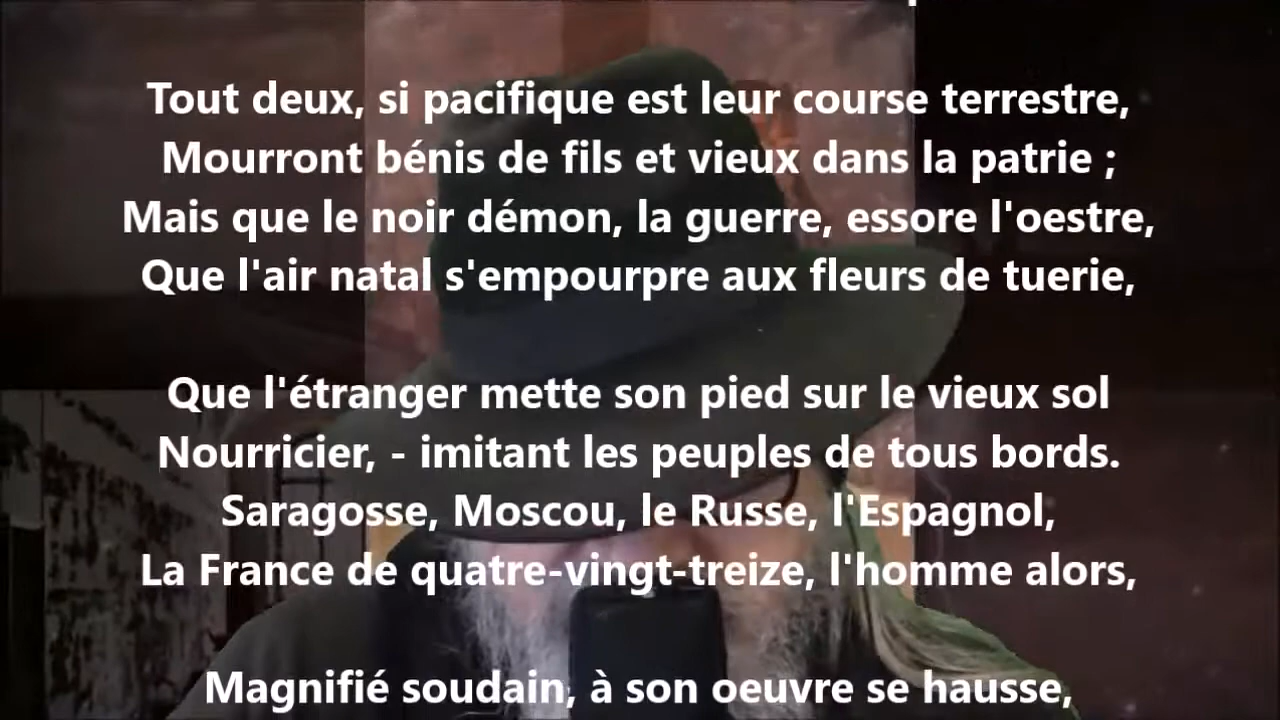 Tout deux, si pacifique est leur course terrestre,
Mourront bénis de fils et vieux dans la patrie ;
Mais que le noir démon, la guerre, essore l'oestre,
Que l'air natal s'empourpre aux fleurs de tuerie,
Que l'étranger mette son pied sur le vieux sol
Nourricier, - imitant les peuples de tous bords.
Saragosse, Moscou, le Russe, l'Espagnol,
La France de quatre-vingt-treize, l'homme alors,
Magnifié soudain, à son oeuvre se hausse,